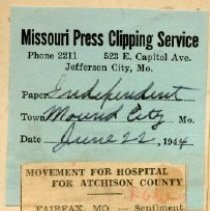 Missouri Press Clipping Service
Phone 2211 522 E. Capitol Ave.
Jefferson City, Mo.
Paper Independent
Town Mound City Mo.
Date June 22, 1944
MOVEMENT FOR HOSPITAL
FOR ATCHISON COUNTY
FAIRFAX, MO Sentiment